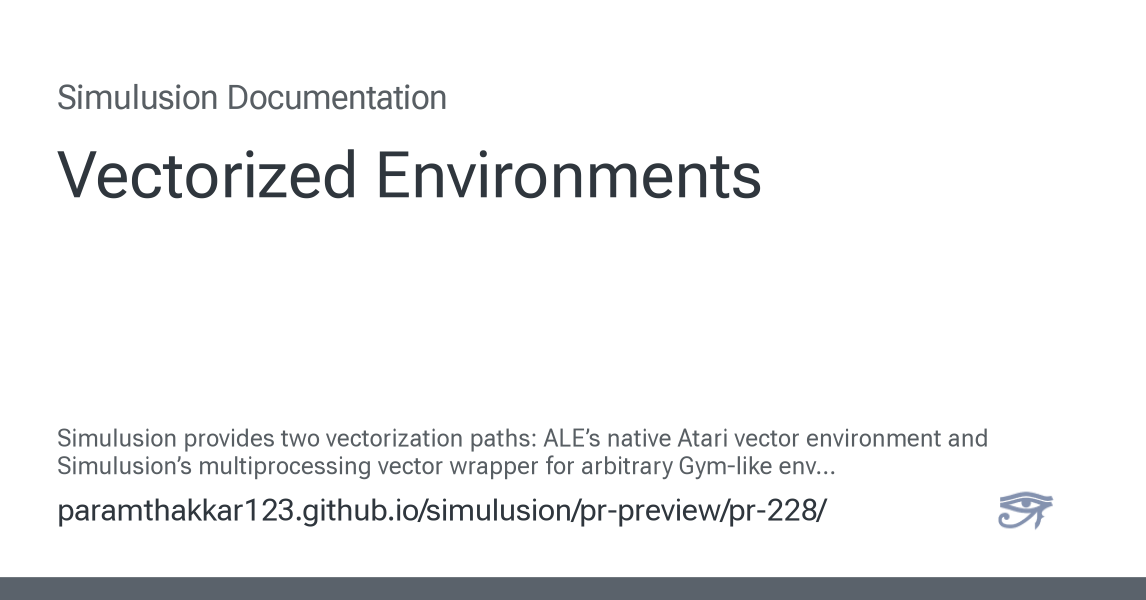 Simulusion Documentation
Vectorized Environments
Simulusion provides two vectorization paths: ALE’s native Atari vector environment and
Simulusion’s multiprocessing vector wrapper for arbitrary Gym-like env…
paramthakkar123.github.io/simulusion/pr-preview/pr-228/